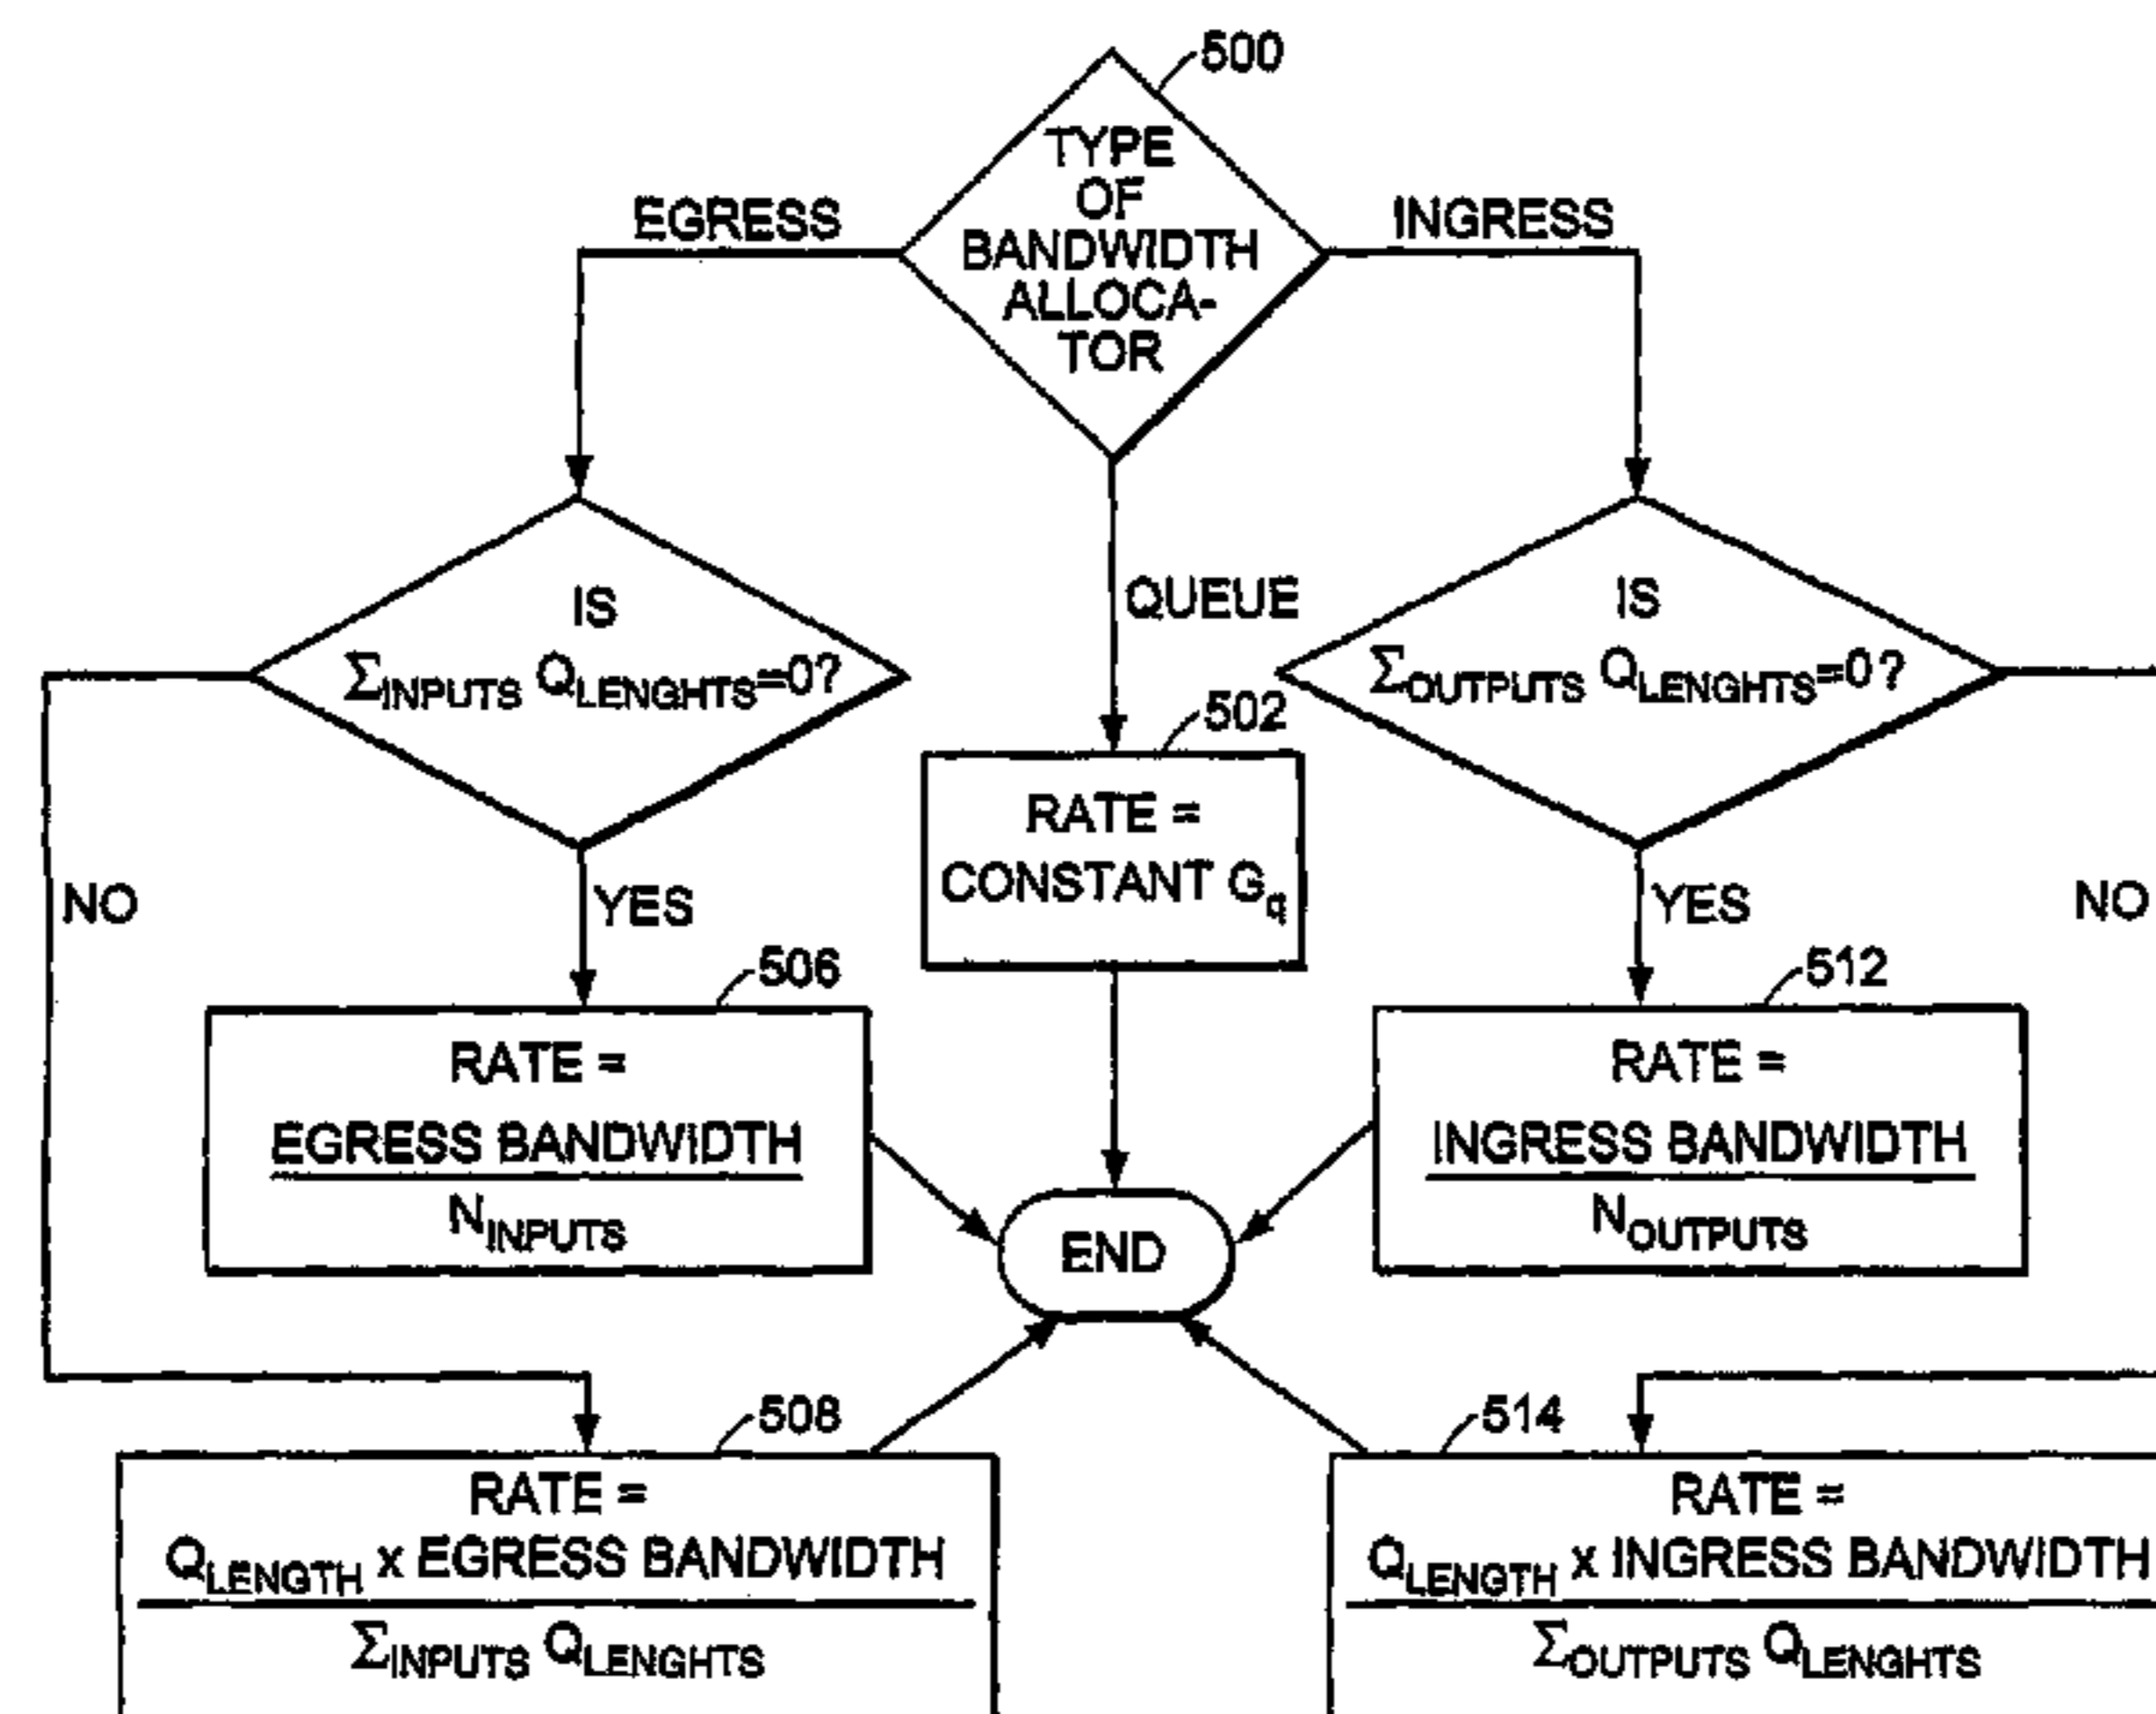 500
TYPE
OF
BANDWIDTH
ALLOCA-
TOR
EGRESS
INGRESS
QUEUE
IS
ΣINPUTS QLENGHTS=0?
IS
ΣOUTPUTS QLENGHTS=0?
502
RATE =
CONSTANT Gq
NO
YES
YES
NO
506
RATE =
EGRESS BANDWIDTH
NINPUTS
512
RATE =
INGRESS BANDWIDTH
NOUTPUTS
END
508
RATE =
QLENGTH x EGRESS BANDWIDTH
ΣINPUTS QLENGHTS
514
RATE =
QLENGTH x INGRESS BANDWIDTH
ΣOUTPUTS QLENGHTS